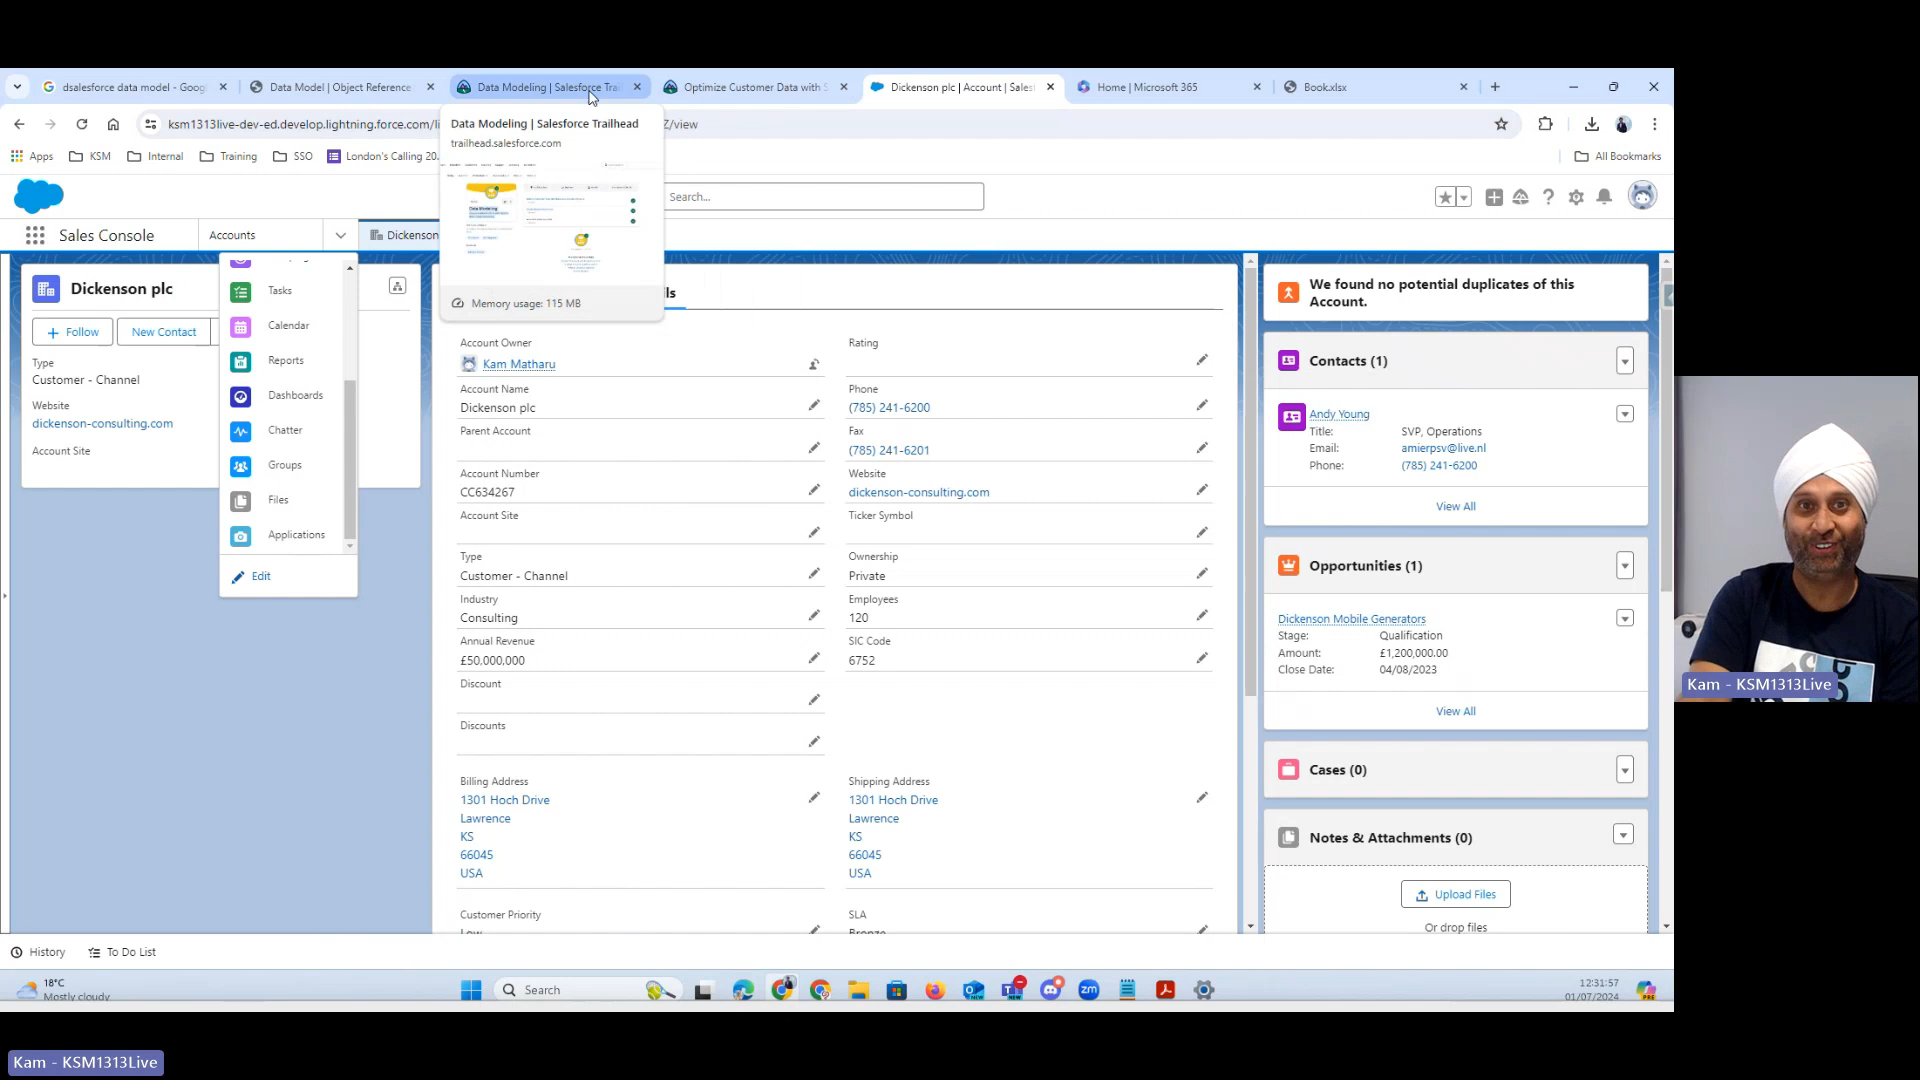 dsalesforce data model - Goog
Data Model | Object Reference
Data Modeling | Salesforce Trail
Optimize Customer Data with S
Dickenson plc | Account | Sales
Home | Microsoft 365
Book.xlsx
ksm1313live-dev-ed.develop.lightning.force.com/li
Z/view
Apps
KSM
Internal
Training
SSO
London's Calling 20
All Bookmarks
Data Modeling | Salesforce Trailhead
trailhead.salesforce.com
Memory usage: 115 MB
Search...
Sales Console
Accounts
Dickenson
Dickenson plc
Follow
New Contact
Type
Customer - Channel
Website
dickenson-consulting.com
Account Site
Tasks
Calendar
Reports
Dashboards
Chatter
Groups
Files
Applications
Edit
ls
Account Owner
Kam Matharu
Rating
Account Name
Dickenson plc
Phone
(785) 241-6200
Parent Account
Fax
(785) 241-6201
Account Number
CC634267
Website
dickenson-consulting.com
Account Site
Ticker Symbol
Type
Customer - Channel
Ownership
Private
Industry
Consulting
Employees
120
Annual Revenue
£50,000,000
SIC Code
6752
Discount
Discounts
Billing Address
1301 Hoch Drive
Lawrence
KS
66045
USA
Shipping Address
1301 Hoch Drive
Lawrence
KS
66045
USA
Customer Priority
Low
SLA
Bronze
We found no potential duplicates of this
Account.
Contacts (1)
Andy Young
Title: SVP, Operations
Email: amierpsv@live.nl
Phone: (785) 241-6200
View All
Opportunities (1)
Dickenson Mobile Generators
Stage: Qualification
Amount: £1,200,000.00
Close Date: 04/08/2023
View All
Cases (0)
Notes & Attachments (0)
Upload Files
Or drop files
History
To Do List
18°C
Mostly cloudy
Search
12:31:57
01/07/2024
Kam - KSM1313Live
Kam - KSM1313Live